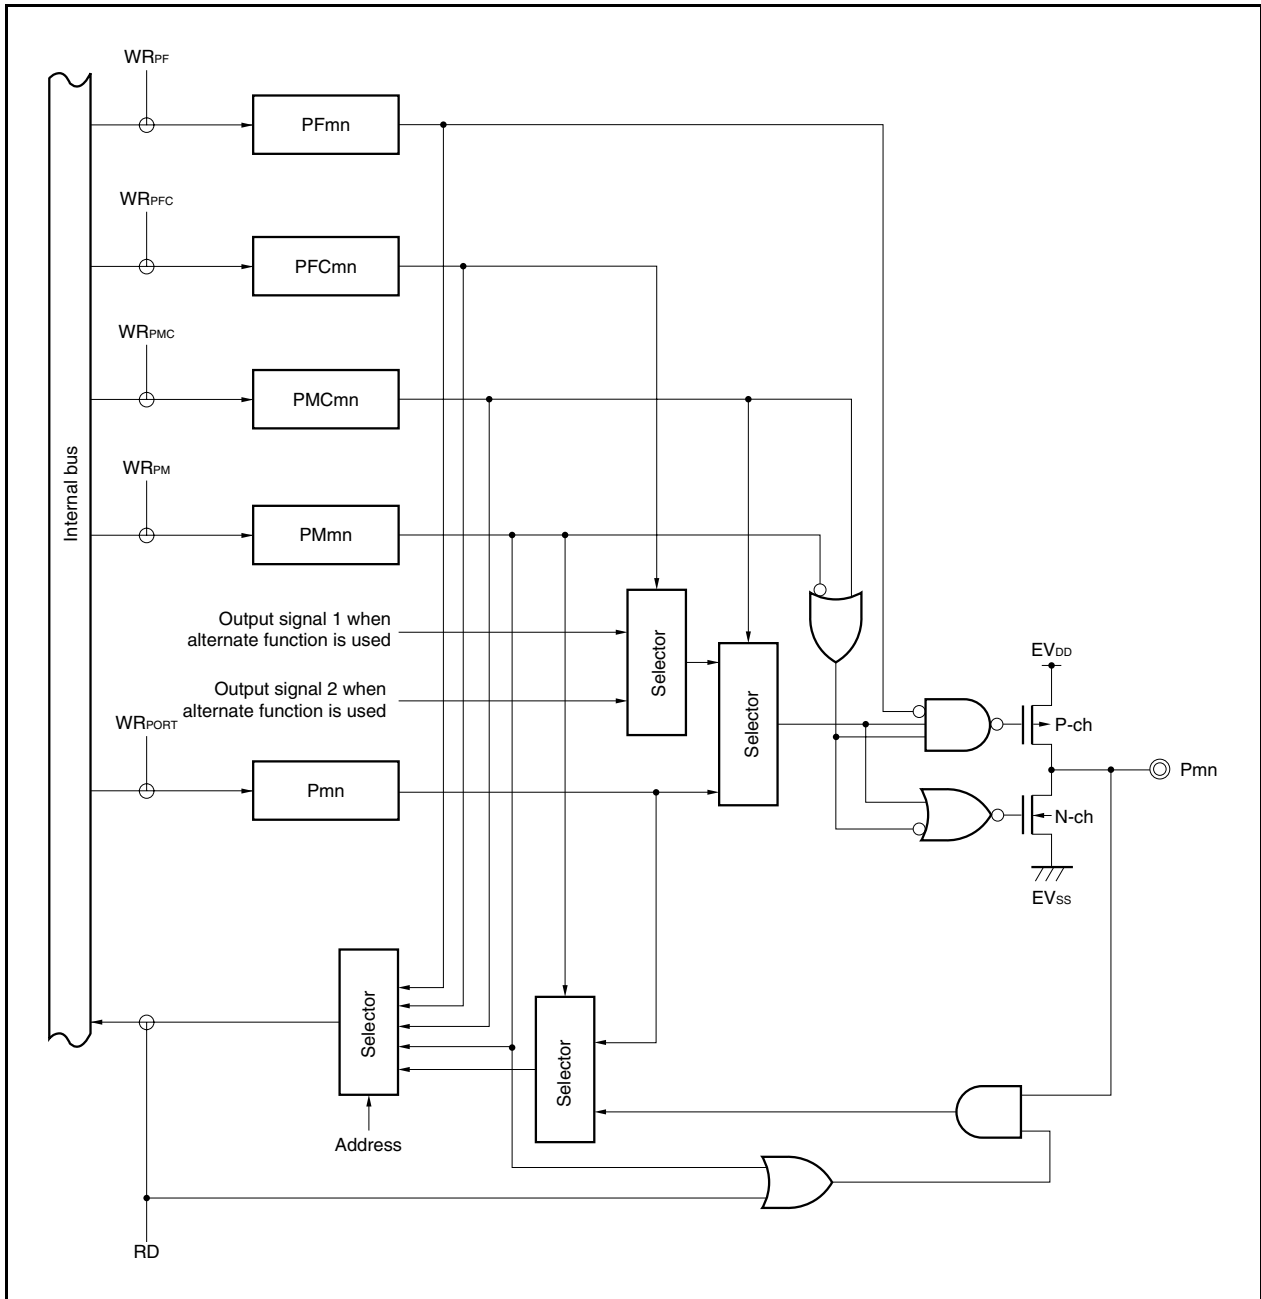 WRPF
PFmn
WRPFC
PFCmn
WRPMC
PMCmn
Internal bus
WRPM
PMmn
Output signal 1 when
alternate function is used
Selector
Output signal 2 when
alternate function is used
Selector
EVDD
P-ch
WRPORT
Pmn
Pmn
N-ch
EVSS
Selector
Selector
Address
RD